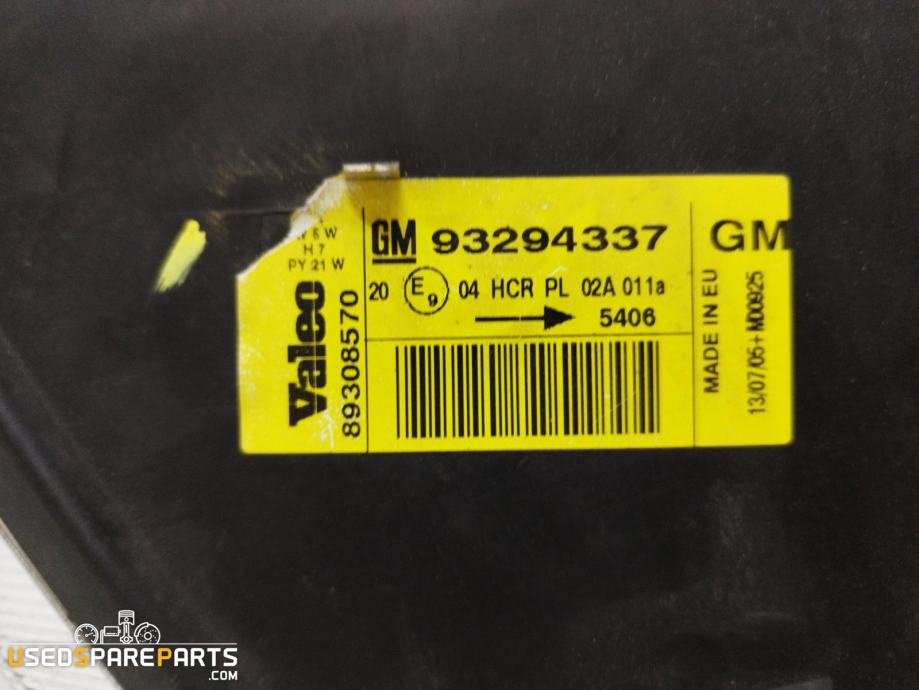 W 5 W
H 7
PY 21 W
Valeo
89308570
GM 93294337
20 E9 04 HCR PL 02A 011a
5406
GM
MADE IN EU
13/07/05+MD0925
USEDSPAREPARTS
.COM